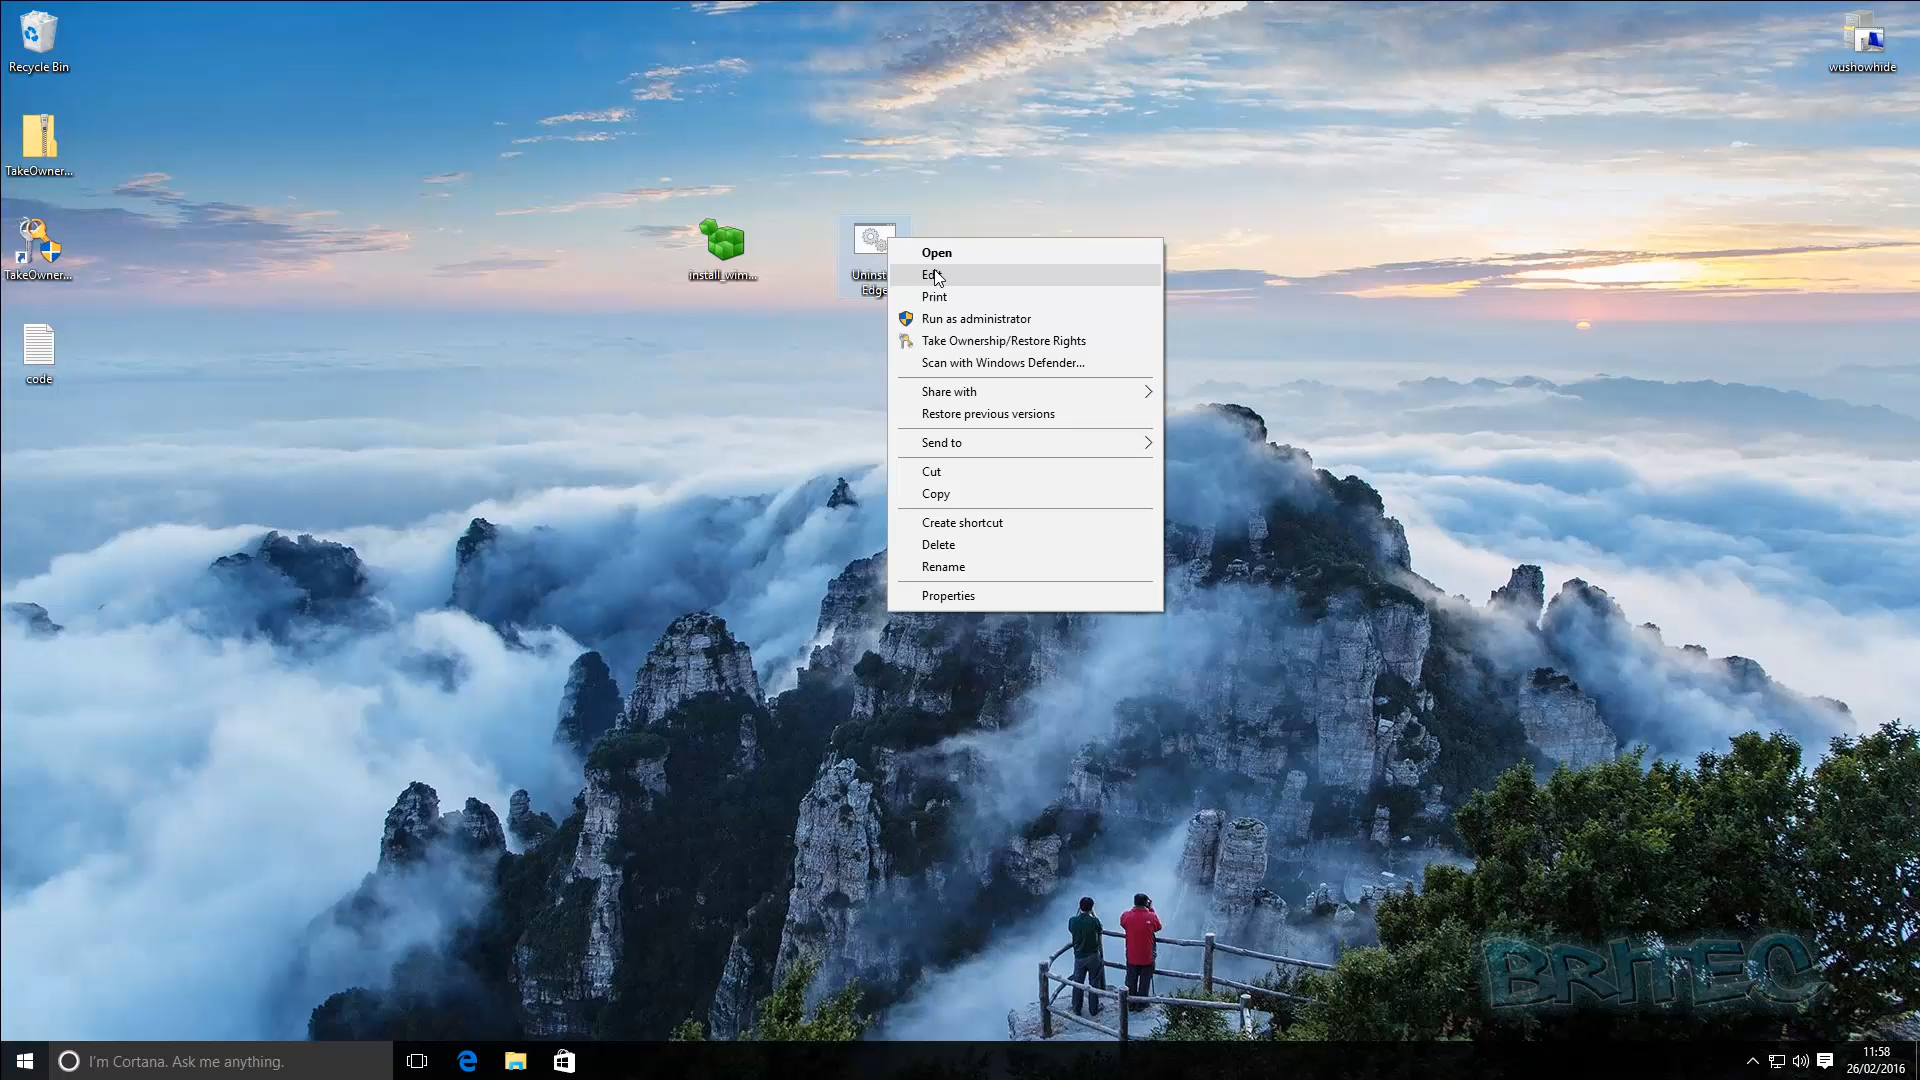 Recycle Bin
TakeOwner...
TakeOwner...
code
install_wim...
Uninst
Edge
wushowhide
Open
Print
Run as administrator
Take Ownership/Restore Rights
Scan with Windows Defender...
Share with
Restore previous versions
Send to
Cut
Copy
Create shortcut
Delete
Rename
Properties
BRITEC
I'm Cortana. Ask me anything.
11:58
26/02/2016